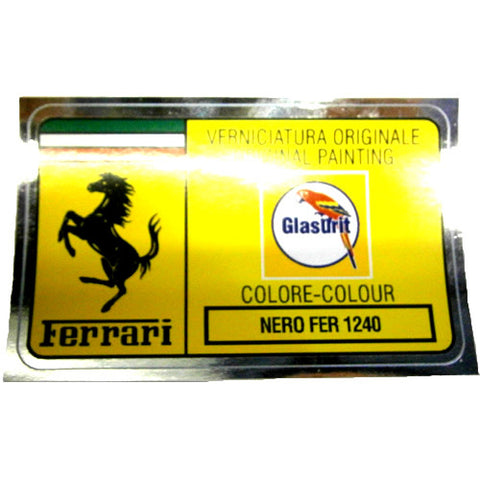 VERNICIATURA ORIGINALE
PAINTING
Glasurit
COLORE-COLOUR
NERO FER 1240
Ferrari